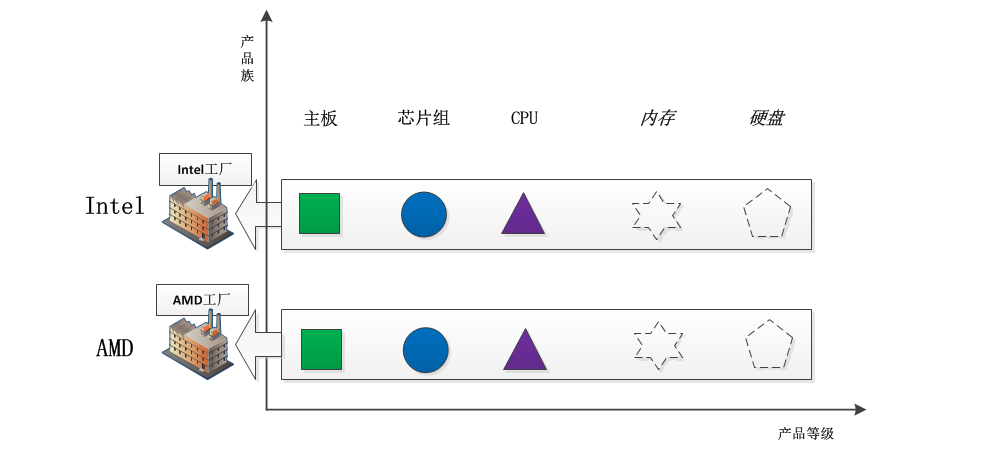 产品族
主板 芯片组 CPU 内存 硬盘
Intel工厂
Intel
AMD工厂
AMD
产品等级